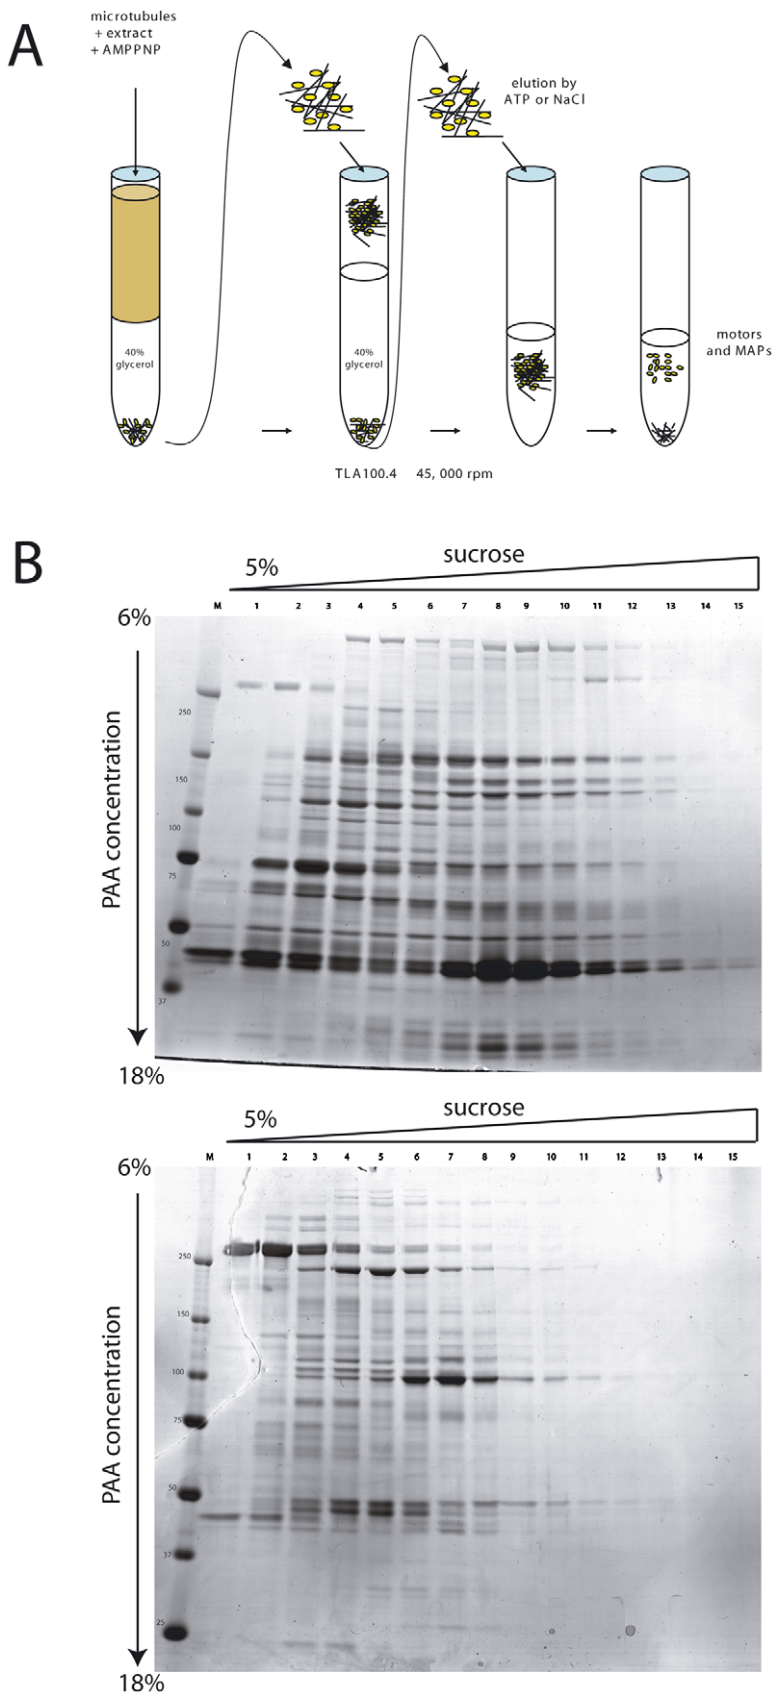 A
microtubules
+ extract
+ AMPPNP
elution by
ATP or NaCl
40%
glycerol
40%
glycerol
motors
and MAPs
TLA100.4 45, 000 rpm
B
5% sucrose
6%
M 1 2 3 4 5 6 7 8 9 10 11 12 13 14 15
250
150
100
75
50
37
PAA concentration
18%
5% sucrose
6%
M 1 2 3 4 5 6 7 8 9 10 11 12 13 14 15
250
150
100
75
50
37
25
PAA concentration
18%